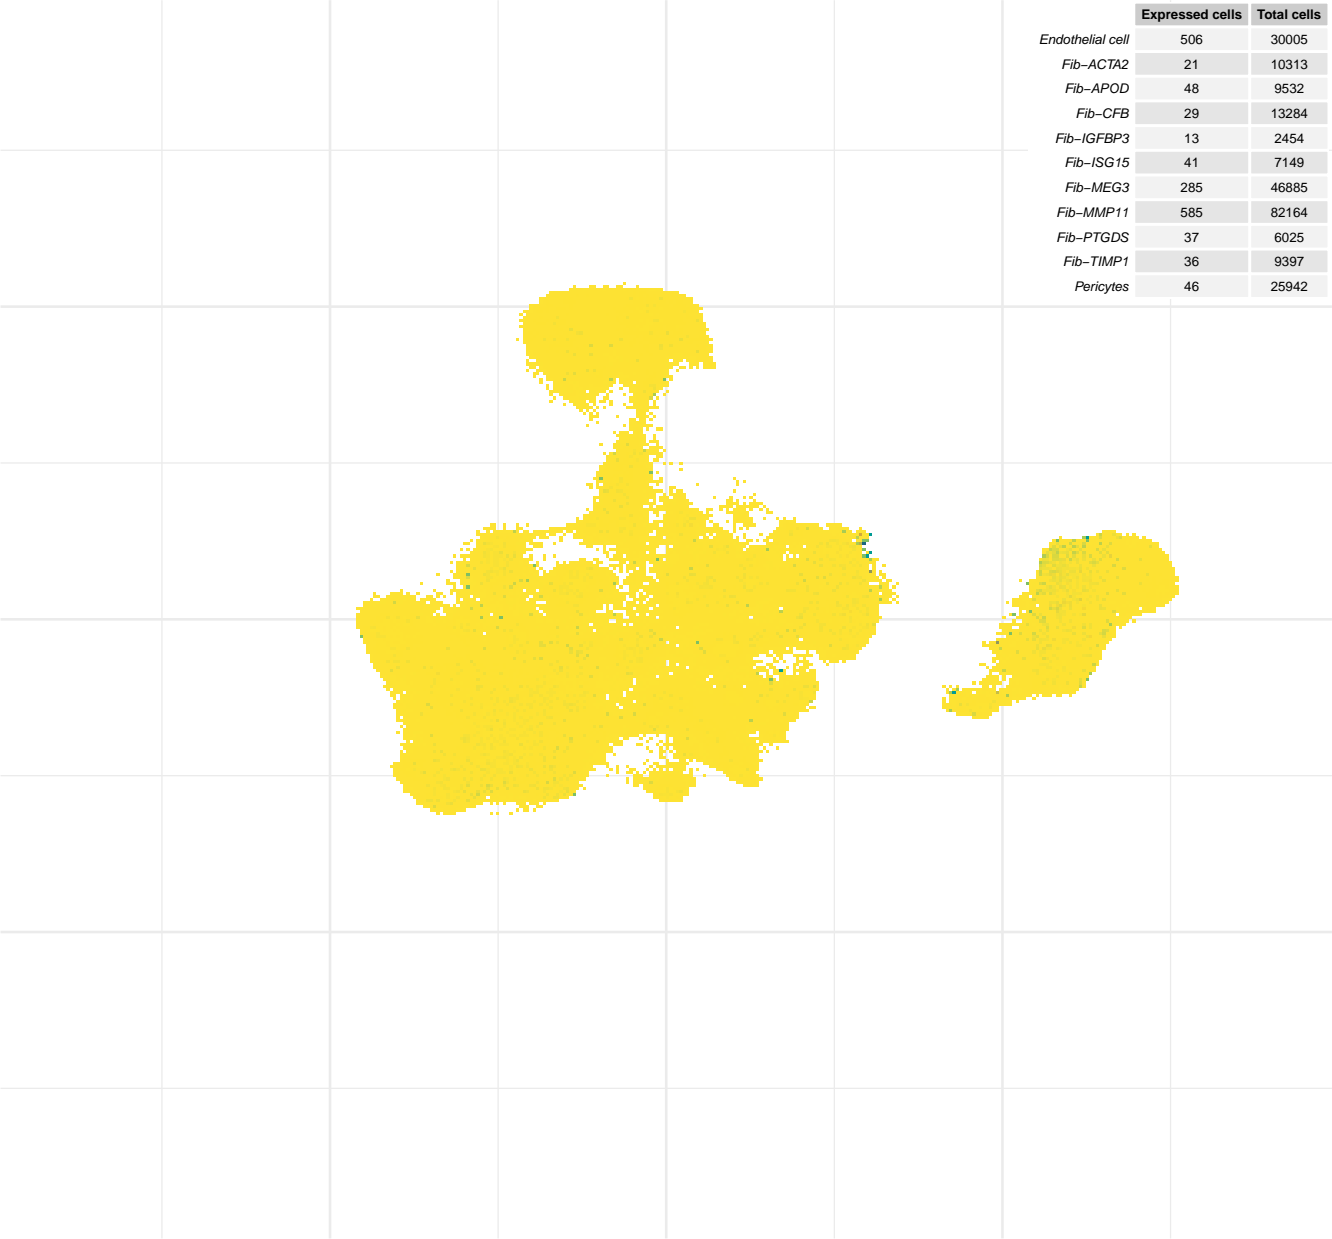 Expressed cells Total cells
Endothelial cell 506 30005
Fib−ACTA2 21 10313
Fib−APOD 48 9532
Fib−CFB 29 13284
Fib−IGFBP3 13 2454
Fib−ISG15 41 7149
Fib−MEG3 285 46885
Fib−MMP11 585 82164
Fib−PTGDS 37 6025
Fib−TIMP1 36 9397
Pericytes 46 25942